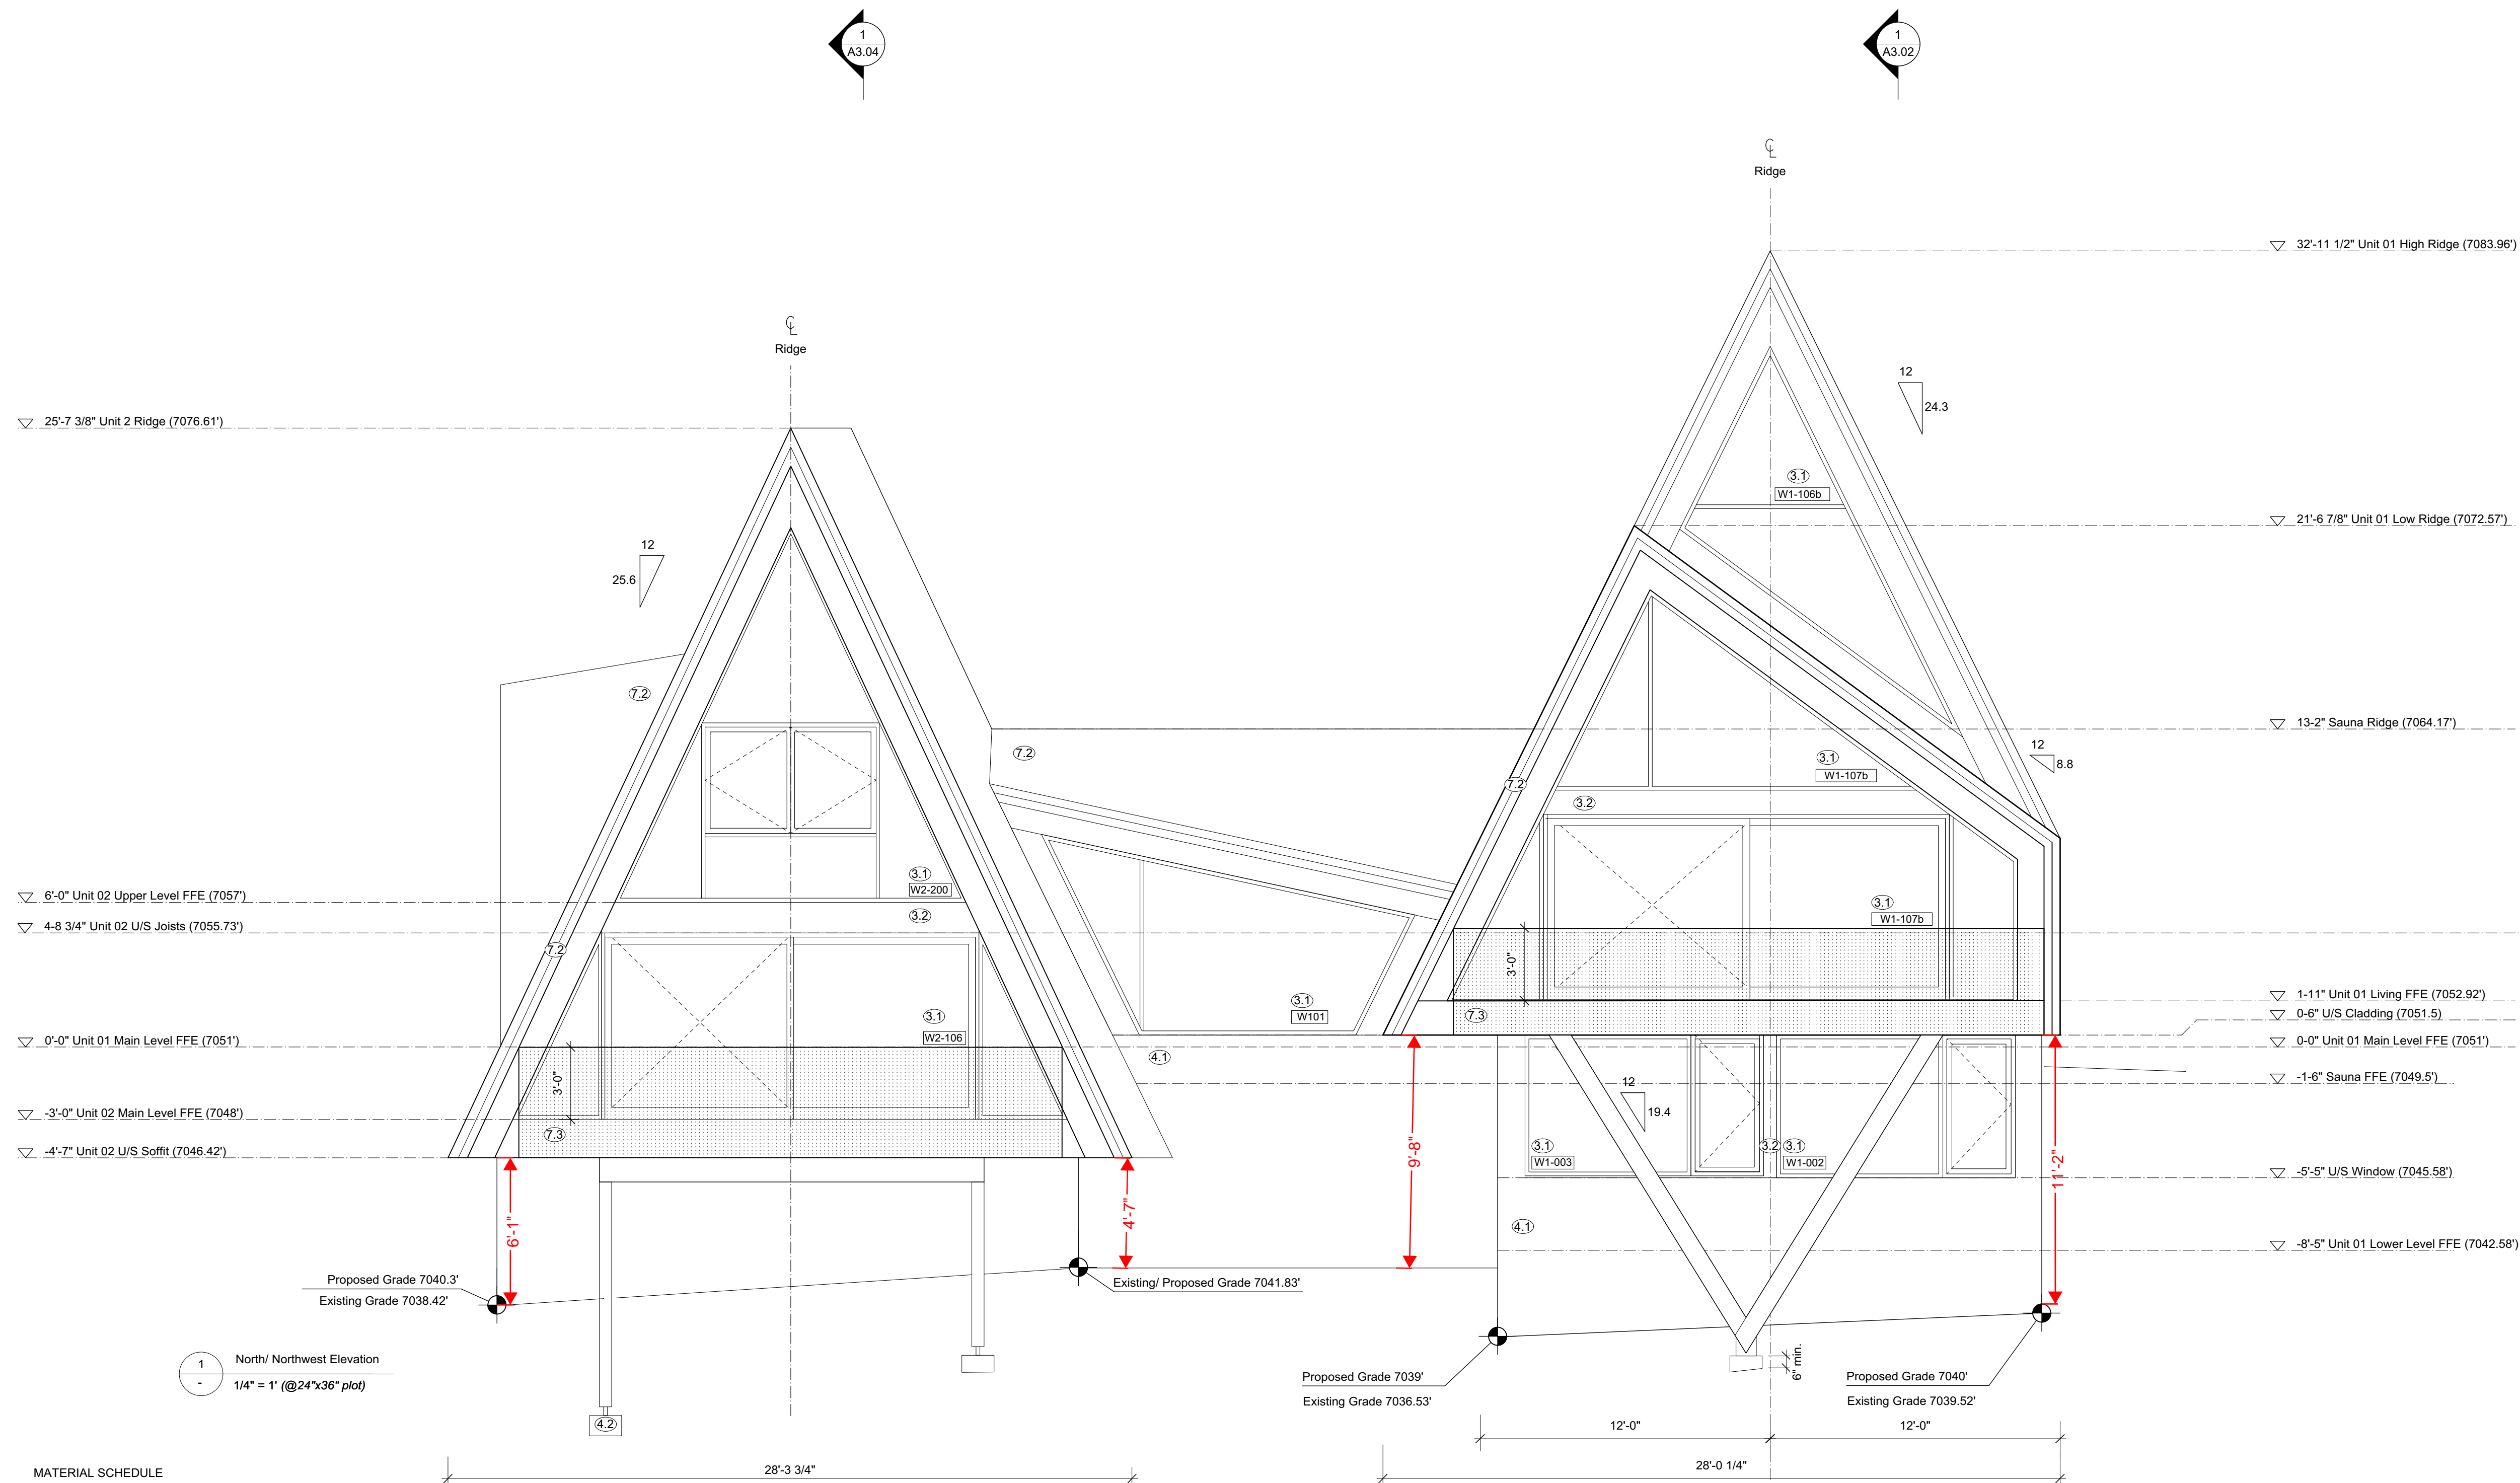 1
A3.04
1
A3.02
Ridge
Ridge
32'-11 1/2" Unit 01 High Ridge (7083.96')
12
24.3
25'-7 3/8" Unit 2 Ridge (7076.61')
3.1
W1-106b
21'-6 7/8" Unit 01 Low Ridge (7072.57')
12
25.6
7.2
13-2" Sauna Ridge (7064.17')
7.2
12
8.8
3.1
W1-107b
7.2
3.2
6'-0" Unit 02 Upper Level FFE (7057')
3.1
W2-200
3.2
3.1
W1-107b
4-8 3/4" Unit 02 U/S Joists (7055.73')
7.2
3'-0"
1-11" Unit 01 Living FFE (7052.92')
3.1
W101
7.3
0-6" U/S Cladding (7051.5)
3.1
W2-106
0'-0" Unit 01 Main Level FFE (7051')
0-0" Unit 01 Main Level FFE (7051')
4.1
3'-0"
-1-6" Sauna FFE (7049.5')
12
19.4
-3'-0" Unit 02 Main Level FFE (7048')
7.3
-4'-7" Unit 02 U/S Soffit (7046.42')
3.1
W1-003
3.2
3.1
W1-002
9'-8"
11'-2"
-5'-5" U/S Window (7045.58')
6'-1"
4'-7"
4.1
-8'-5" Unit 01 Lower Level FFE (7042.58')
Proposed Grade 7040.3'
Existing Grade 7038.42'
Existing/ Proposed Grade 7041.83'
1
-
North/ Northwest Elevation
1/4" = 1' (@24"x36" plot)
6" min.
Proposed Grade 7039'
Existing Grade 7036.53'
Proposed Grade 7040'
Existing Grade 7039.52'
4.2
12'-0"
12'-0"
MATERIAL SCHEDULE
28'-3 3/4"
28'-0 1/4"